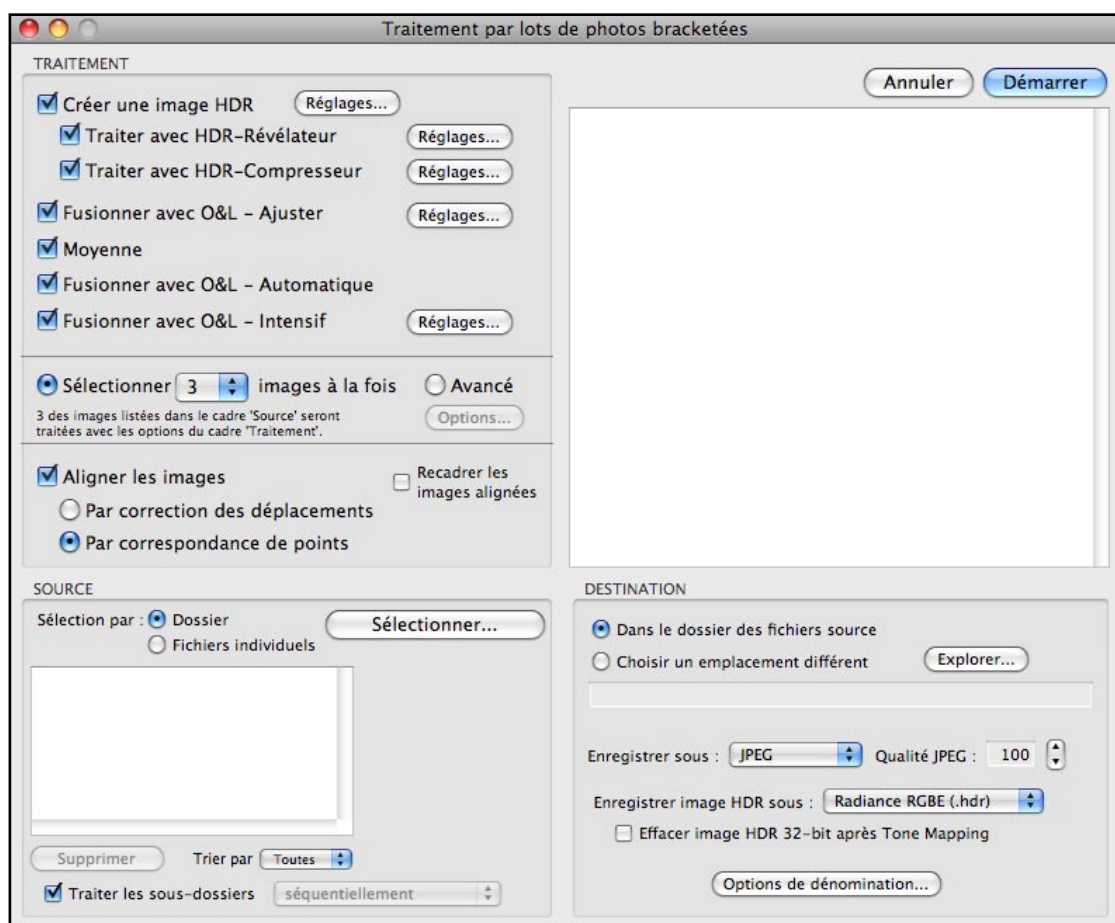 Traitement par lots de photos bracketées
TRAITEMENT
Annuler
Démarrer
Créer une image HDR
Réglages...
Traiter avec HDR-Révélateur
Réglages...
Traiter avec HDR-Compresseur
Réglages...
Fusionner avec O&L - Ajuster
Réglages...
Moyenne
Fusionner avec O&L - Automatique
Fusionner avec O&L - Intensif
Réglages...
Sélectionner 3 images à la fois
Avancé
3 des images listées dans le cadre 'Source' seront
traitées avec les options du cadre 'Traitement'.
Options...
Aligner les images
Recadrer les
images alignées
Par correction des déplacements
Par correspondance de points
SOURCE
Sélection par : Dossier
Fichiers individuels
Sélectionner...
Supprimer
Trier par Toutes
Traiter les sous-dossiers séquentiellement
DESTINATION
Dans le dossier des fichiers source
Choisir un emplacement différent
Explorer...
Enregistrer sous : JPEG
Qualité JPEG : 100
Enregistrer image HDR sous : Radiance RGBE (.hdr)
Effacer image HDR 32-bit après Tone Mapping
Options de dénomination...